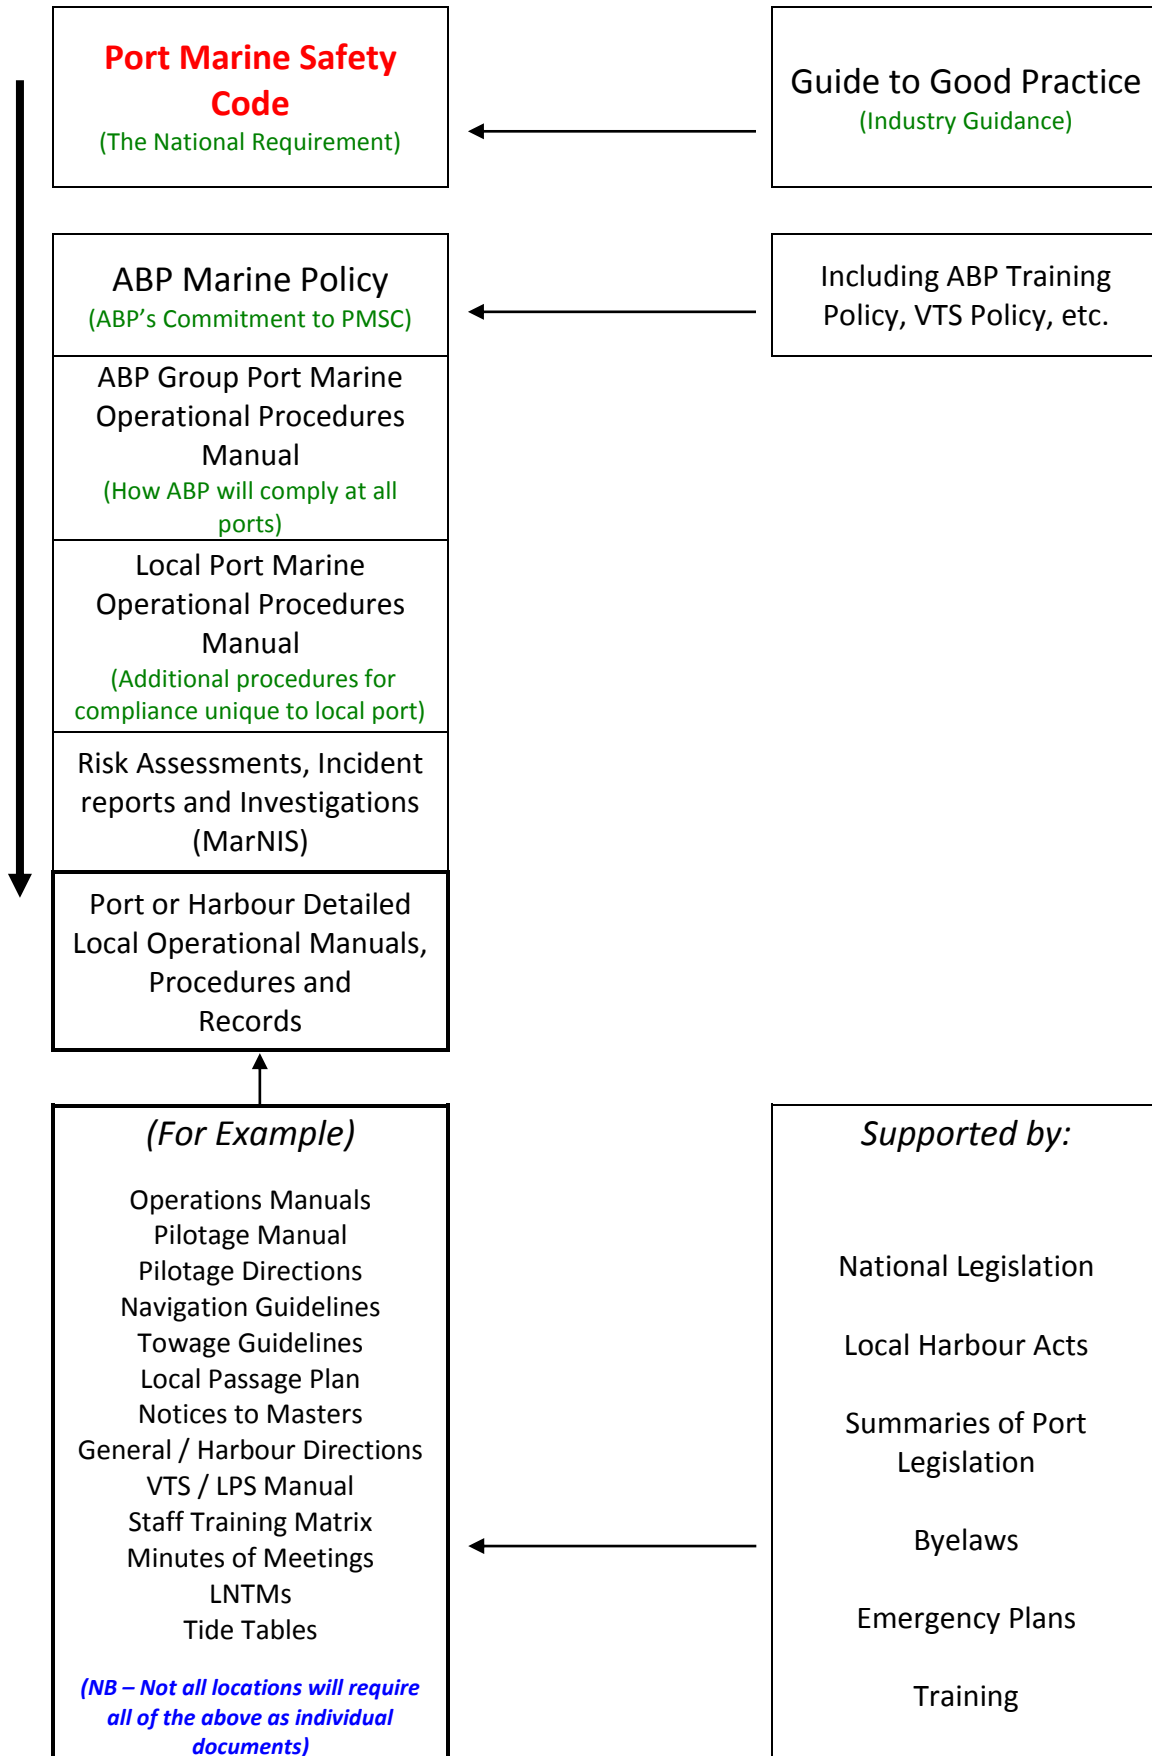 Port Marine Safety
Code
(The National Requirement)
Guide to Good Practice
(Industry Guidance)
ABP Marine Policy
(ABP’s Commitment to PMSC)
Including ABP Training
Policy, VTS Policy, etc.
ABP Group Port Marine
Operational Procedures
Manual
(How ABP will comply at all
ports)
Local Port Marine
Operational Procedures
Manual
(Additional procedures for
compliance unique to local port)
Risk Assessments, Incident
reports and Investigations
(MarNIS)
Port or Harbour Detailed
Local Operational Manuals,
Procedures and
Records
(For Example)
Operations Manuals
Pilotage Manual
Pilotage Directions
Navigation Guidelines
Towage Guidelines
Local Passage Plan
Notices to Masters
General / Harbour Directions
VTS / LPS Manual
Staff Training Matrix
Minutes of Meetings
LNTMs
Tide Tables
(NB – Not all locations will require
all of the above as individual
documents)
Supported by:
National Legislation
Local Harbour Acts
Summaries of Port
Legislation
Byelaws
Emergency Plans
Training